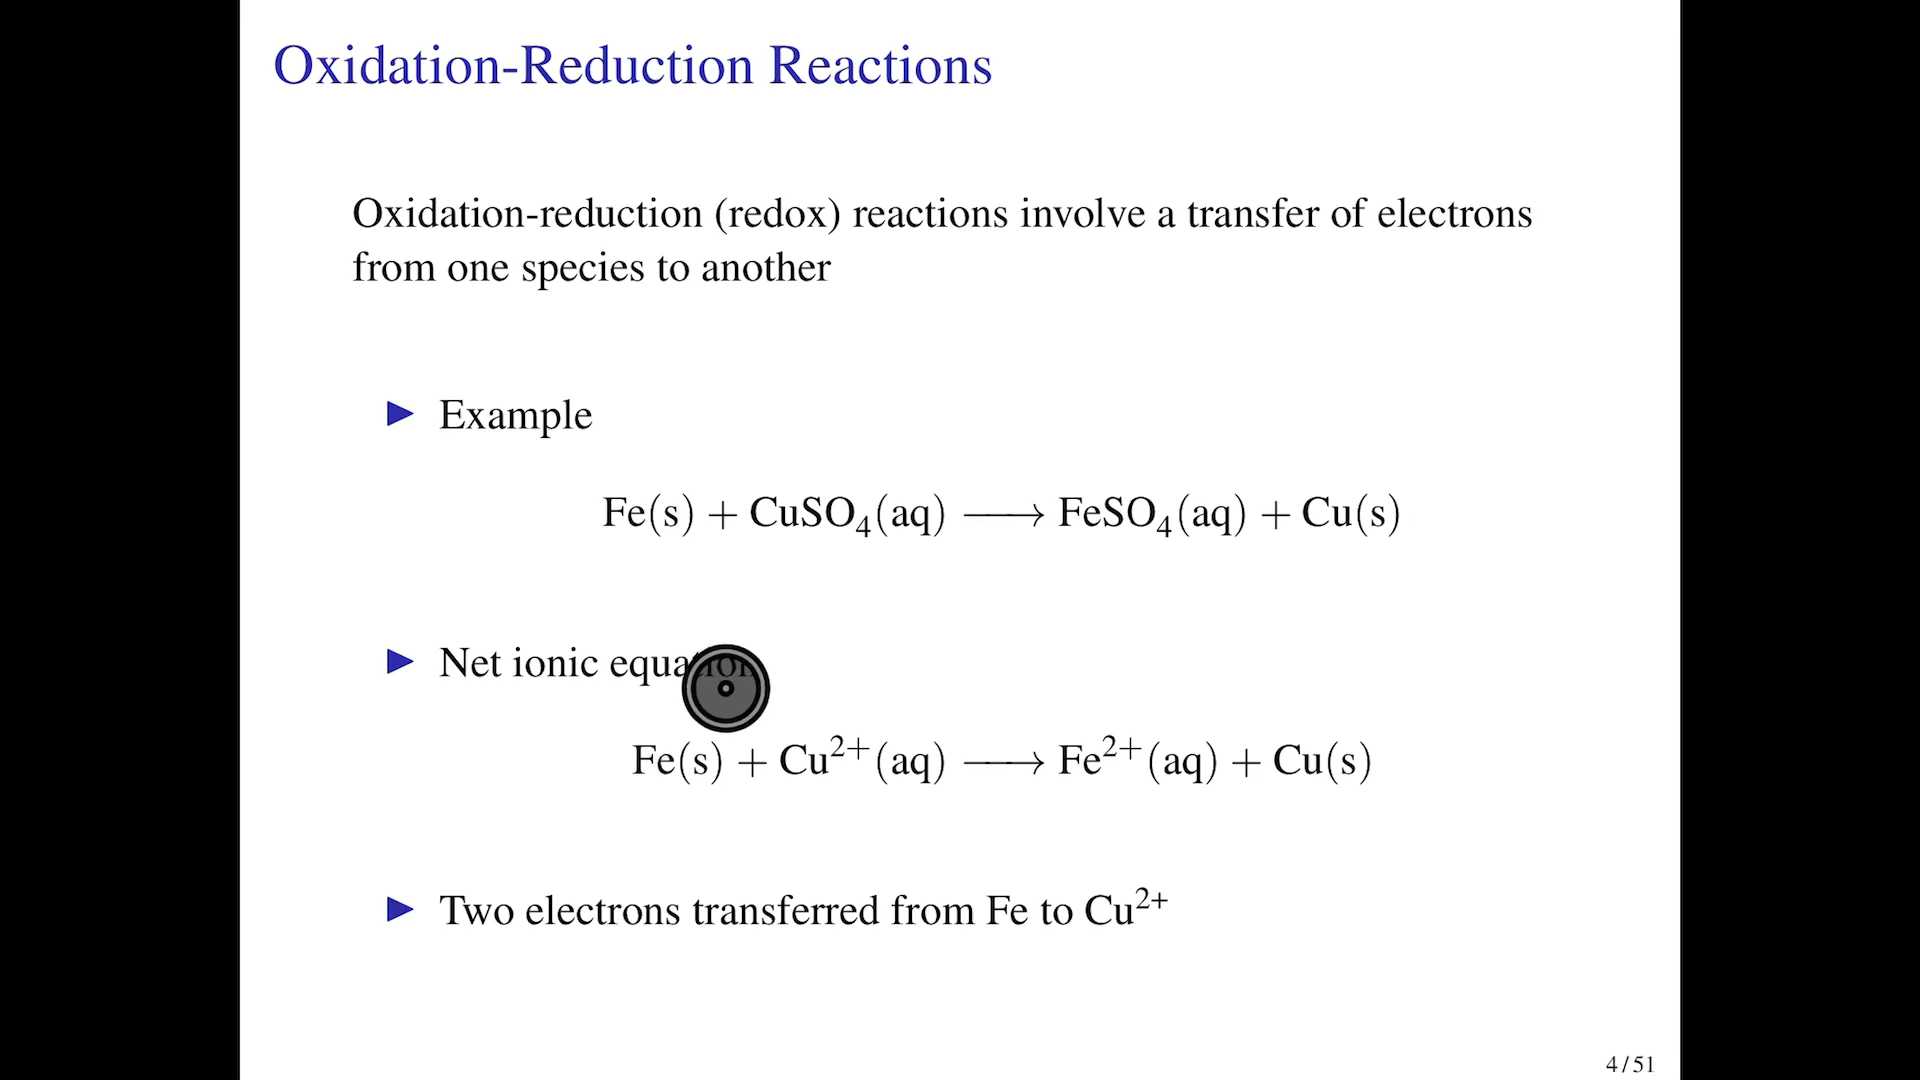 Oxidation-Reduction Reactions
Oxidation-reduction (redox) reactions involve a transfer of electrons
from one species to another
▶ Example
Fe(s) + CuSO₄(aq) ⟶ FeSO₄(aq) + Cu(s)
▶ Net ionic equation
Fe(s) + Cu²⁺(aq) ⟶ Fe²⁺(aq) + Cu(s)
▶ Two electrons transferred from Fe to Cu²⁺
4/51